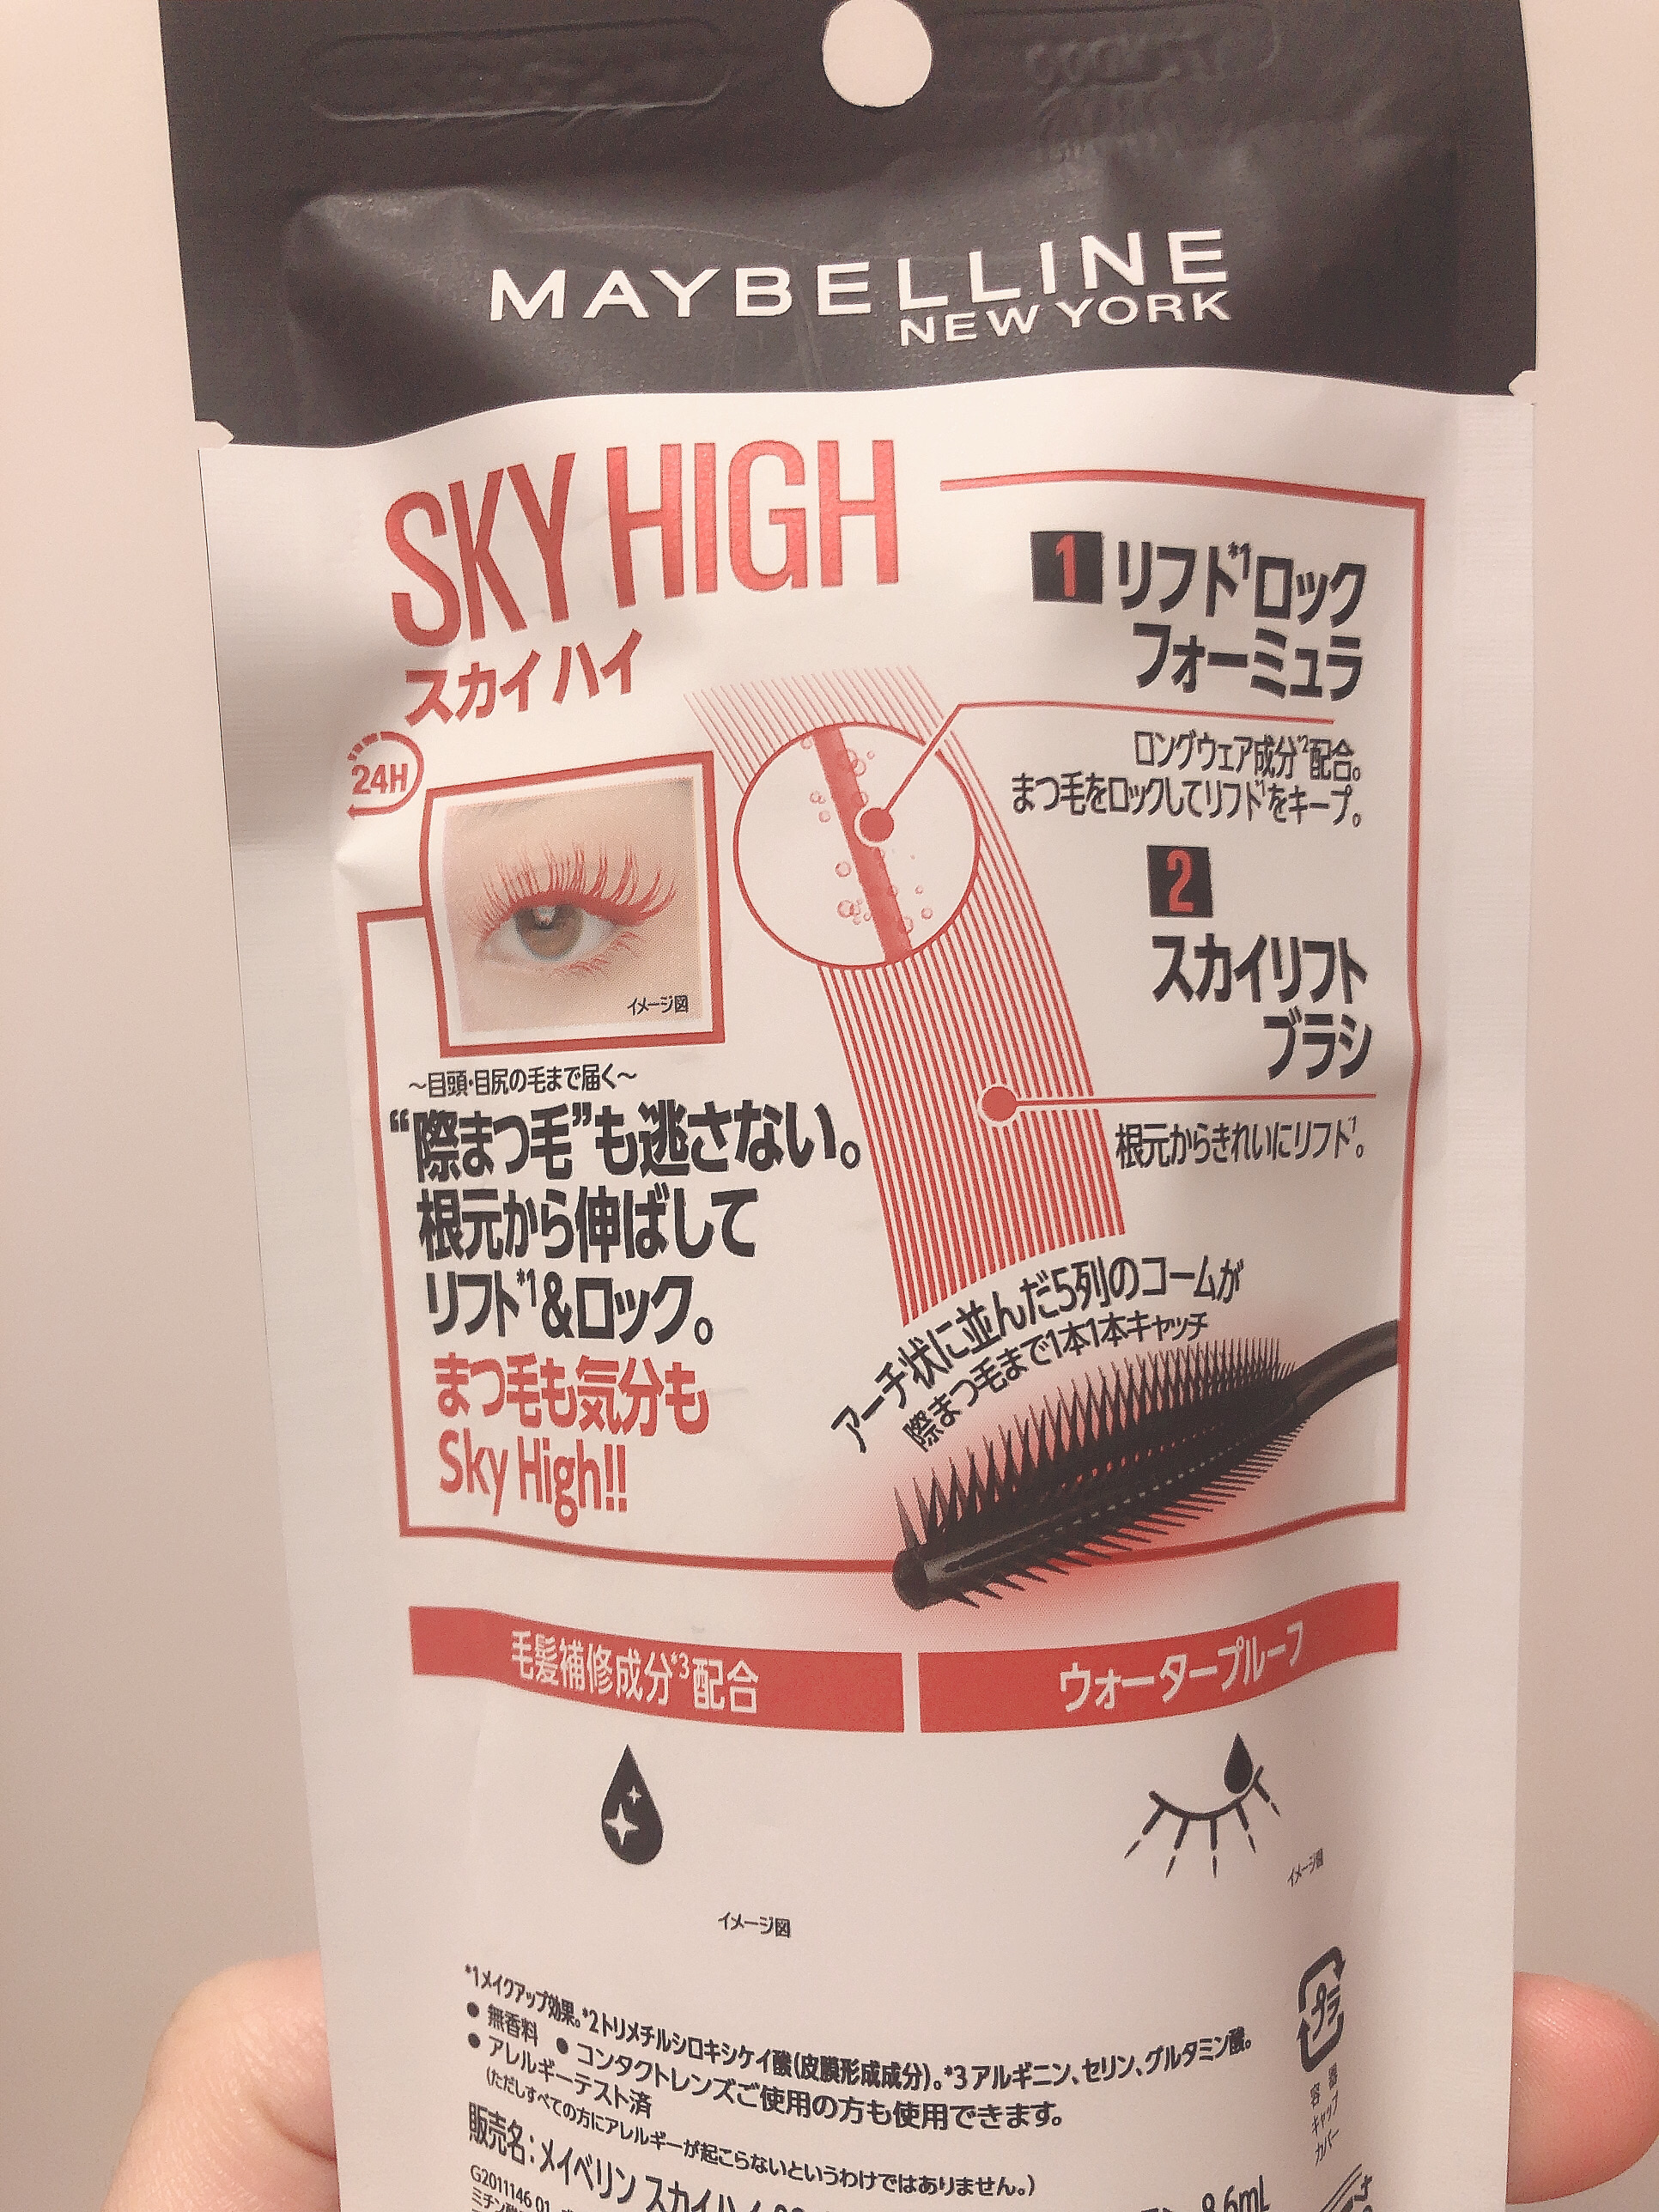 MAYBELLINE
NEW YORK
SKY HIGH
スカイハイ
24H
イメージ図
1 リフト*1ロック
フォーミュラ
ロングウェア成分*2配合。
まつ毛をロックしてリフト*1をキープ。
2
スカイリフト
ブラシ
根元からきれいにリフト*1。
～目頭・目尻の毛まで届く～
“際まつ毛”も逃さない。
根元から伸ばして
リフト*1&ロック。
まつ毛も気分も
Sky High!!
アーチ状に並んだ5列のコームが
際まつ毛まで1本1本キャッチ
毛髪補修成分*3配合
イメージ図
ウォータープルーフ
イメージ図
*1メイクアップ効果。*2トリメチルシロキシケイ酸(皮膜形成成分)。*3アルギニン、セリン、グルタミン酸。
● 無香料 ● コンタクトレンズご使用の方も使用できます。
● アレルギーテスト済
(ただしすべての方にアレルギーが起こらないというわけではありません。)
販売名:メイベリン スカイハイ
8.6mL
G2011146 01
プラ
容器
キャップ
カバー